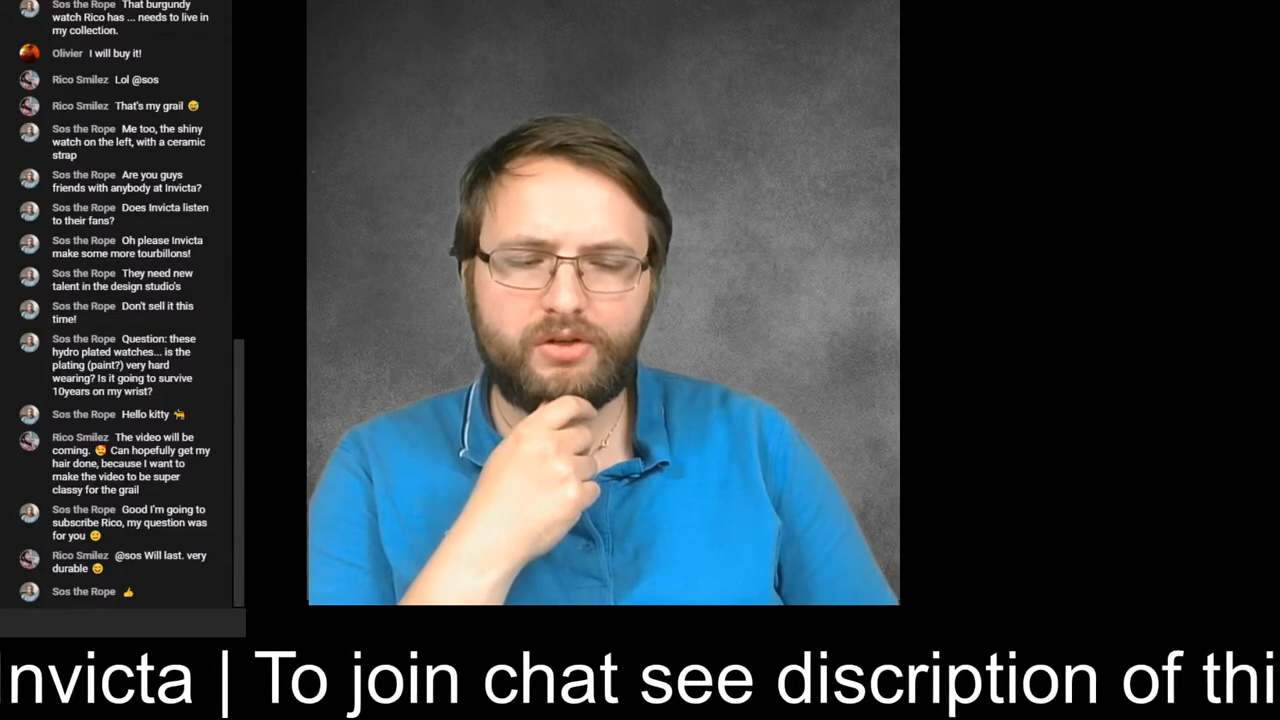 Sos the Rope That burgundy
watch Rico has ... needs to live in
my collection.
Olivier I will buy it!
Rico Smilez Lol @sos
Rico Smilez That's my grail 😅
Sos the Rope Me too, the shiny
watch on the left, with a ceramic
strap
Sos the Rope Are you guys
friends with anybody at Invicta?
Sos the Rope Does Invicta listen
to their fans?
Sos the Rope Oh please Invicta
make some more tourbillons!
Sos the Rope They need new
talent in the design studio's
Sos the Rope Don't sell it this
time!
Sos the Rope Question: these
hydro plated watches... is the
plating (paint?) very hard
wearing? Is it going to survive
10years on my wrist?
Sos the Rope Hello kitty 🐈
Rico Smilez The video will be
coming. 😋 Can hopefully get my
hair done, because I want to
make the video to be super
classy for the grail
Sos the Rope Good I'm going to
subscribe Rico, my question was
for you 🙂
Rico Smilez @sos Will last. very
durable 😊
Sos the Rope 👍
Invicta | To join chat see discription of thi